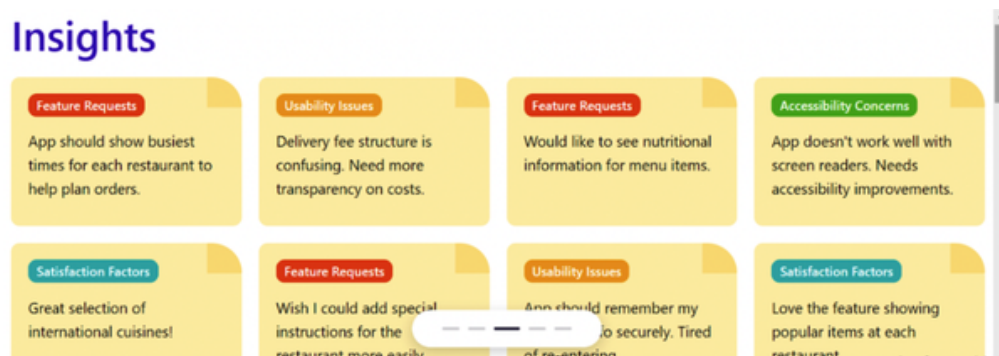 Insights
Feature Requests
App should show busiest
times for each restaurant to
help plan orders.
Usability Issues
Delivery fee structure is
confusing. Need more
transparency on costs.
Feature Requests
Would like to see nutritional
information for menu items.
Accessibility Concerns
App doesn't work well with
screen readers. Needs
accessibility improvements.
Satisfaction Factors
Great selection of
international cuisines!
Feature Requests
Wish I could add special
instructions for the
restaurant more easily
Usability Issues
App should remember my
securely. Tired
of re-entering
Satisfaction Factors
Love the feature showing
popular items at each
restaurant